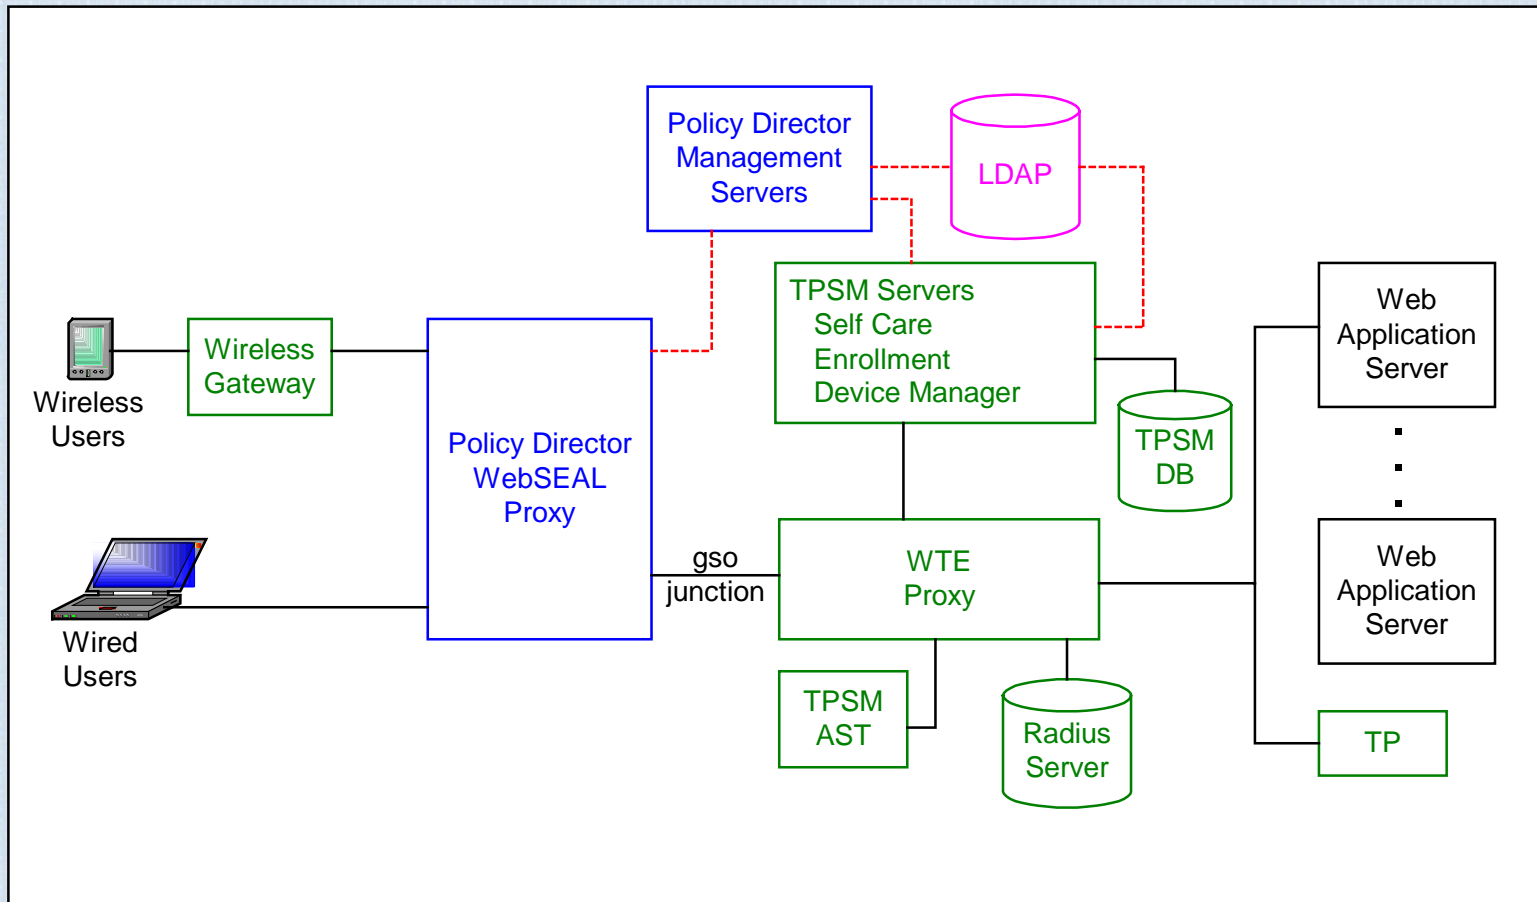 Policy Director
Management
Servers
LDAP
TPSM Servers
Self Care
Enrollment
Device Manager
Web
Application
Server
Wireless
Gateway
Wireless
Users
Policy Director
WebSEAL
Proxy
TPSM
DB
gso
junction
WTE
Proxy
Web
Application
Server
Wired
Users
TPSM
AST
Radius
Server
TP